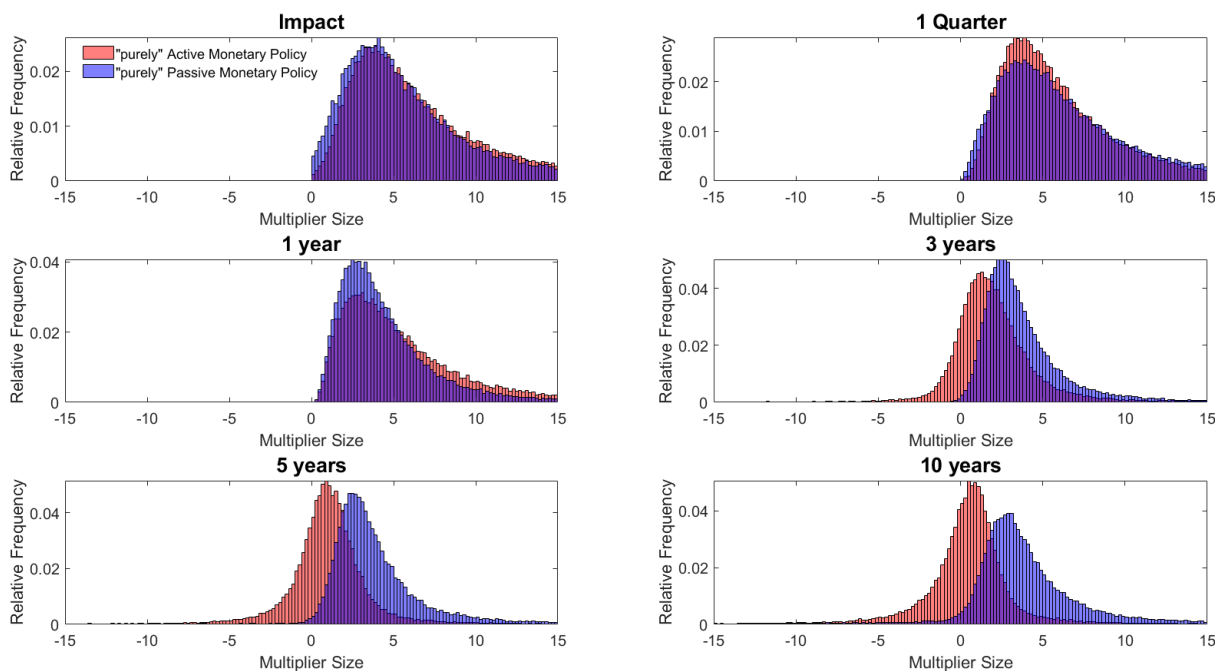 Impact
Relative Frequency
0.02
0.01
0
"purely" Active Monetary Policy
"purely" Passive Monetary Policy
-15 -10 -5 0 5 10 15
Multiplier Size
1 Quarter
Relative Frequency
0.02
0.01
0
-15 -10 -5 0 5 10 15
Multiplier Size
1 year
Relative Frequency
0.04
0.02
0
-15 -10 -5 0 5 10 15
Multiplier Size
3 years
Relative Frequency
0.04
0.02
0
-15 -10 -5 0 5 10 15
Multiplier Size
5 years
Relative Frequency
0.04
0.02
0
-15 -10 -5 0 5 10 15
Multiplier Size
10 years
Relative Frequency
0.04
0.02
0
-15 -10 -5 0 5 10 15
Multiplier Size